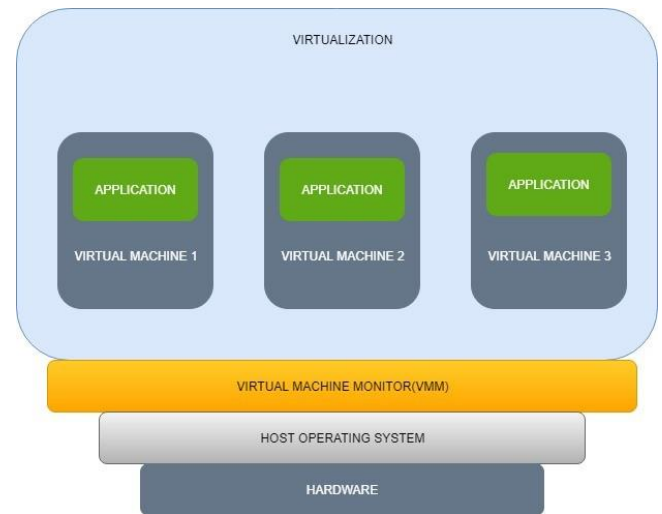 VIRTUALIZATION
APPLICATION
APPLICATION
APPLICATION
VIRTUAL MACHINE 1
VIRTUAL MACHINE 2
VIRTUAL MACHINE 3
VIRTUAL MACHINE MONITOR(VMM)
HOST OPERATING SYSTEM
HARDWARE